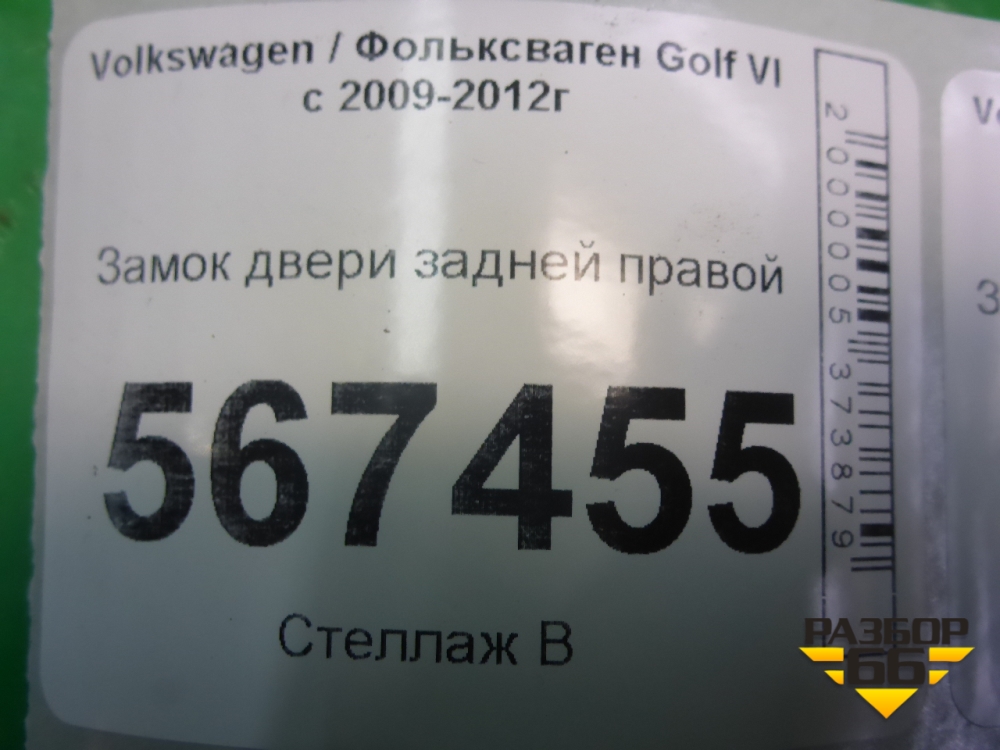 Volkswagen / Фольксваген Golf VI
с 2009-2012г
Замок двери задней правой
567455
Стеллаж В
2000005373879
РАЗБОР
66